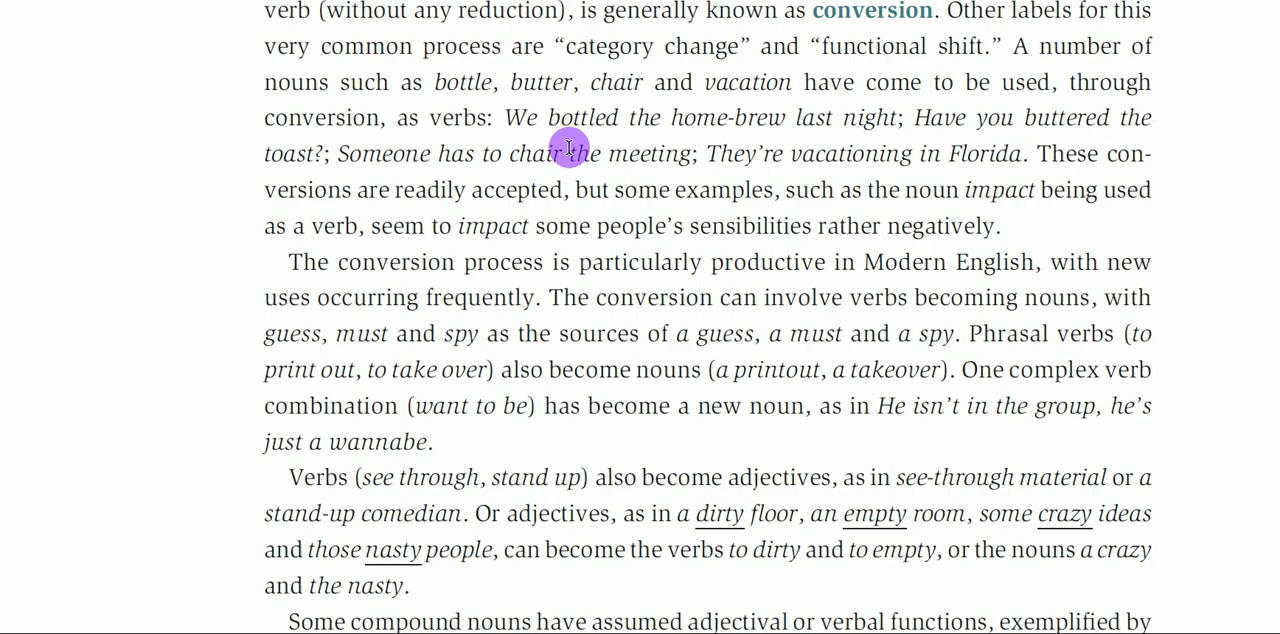 verb (without any reduction), is generally known as conversion. Other labels for this
very common process are “category change” and “functional shift.” A number of
nouns such as bottle, butter, chair and vacation have come to be used, through
conversion, as verbs: We bottled the home-brew last night; Have you buttered the
toast?; Someone has to chair the meeting; They’re vacationing in Florida. These con-
versions are readily accepted, but some examples, such as the noun impact being used
as a verb, seem to impact some people’s sensibilities rather negatively.
The conversion process is particularly productive in Modern English, with new
uses occurring frequently. The conversion can involve verbs becoming nouns, with
guess, must and spy as the sources of a guess, a must and a spy. Phrasal verbs (to
print out, to take over) also become nouns (a printout, a takeover). One complex verb
combination (want to be) has become a new noun, as in He isn’t in the group, he’s
just a wannabe.
Verbs (see through, stand up) also become adjectives, as in see-through material or a
stand-up comedian. Or adjectives, as in a dirty floor, an empty room, some crazy ideas
and those nasty people, can become the verbs to dirty and to empty, or the nouns a crazy
and the nasty.
Some compound nouns have assumed adjectival or verbal functions, exemplified by